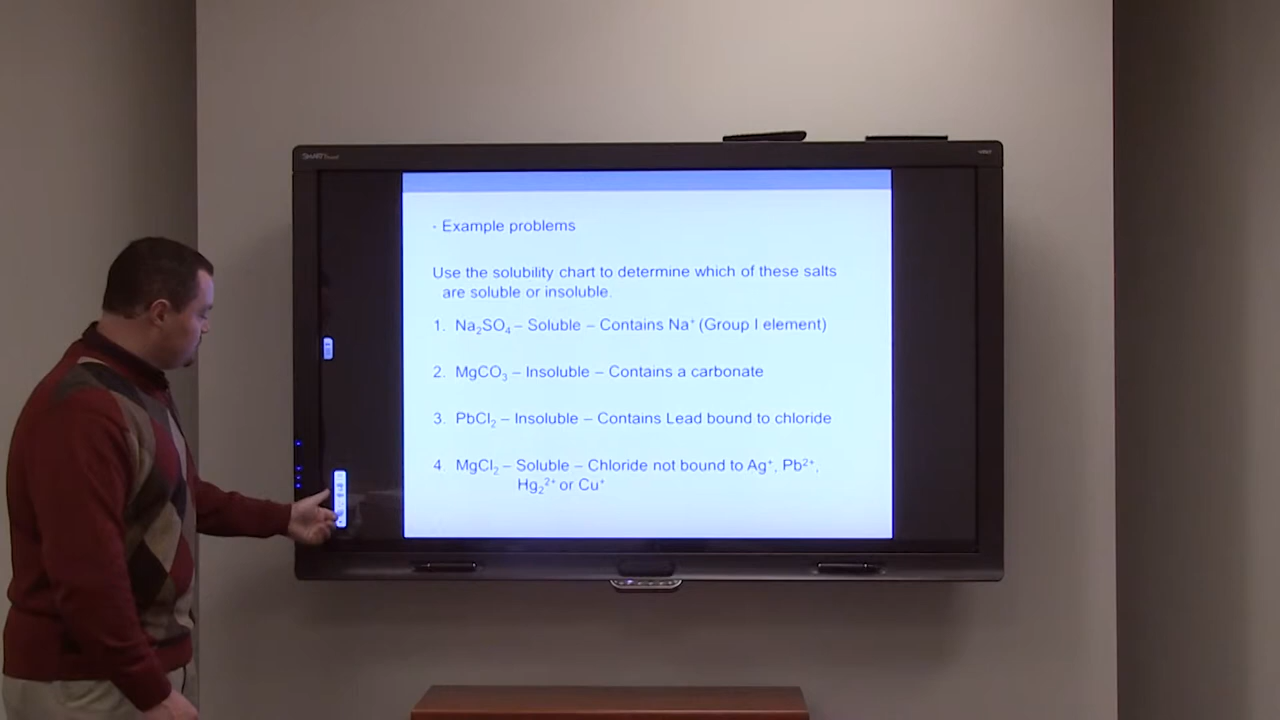 SMART
· Example problems
Use the solubility chart to determine which of these salts
are soluble or insoluble.
1. Na₂SO₄ – Soluble – Contains Na⁺ (Group I element)
2. MgCO₃ – Insoluble – Contains a carbonate
3. PbCl₂ – Insoluble – Contains Lead bound to chloride
4. MgCl₂ – Soluble – Chloride not bound to Ag⁺, Pb²⁺,
Hg₂²⁺ or Cu⁺